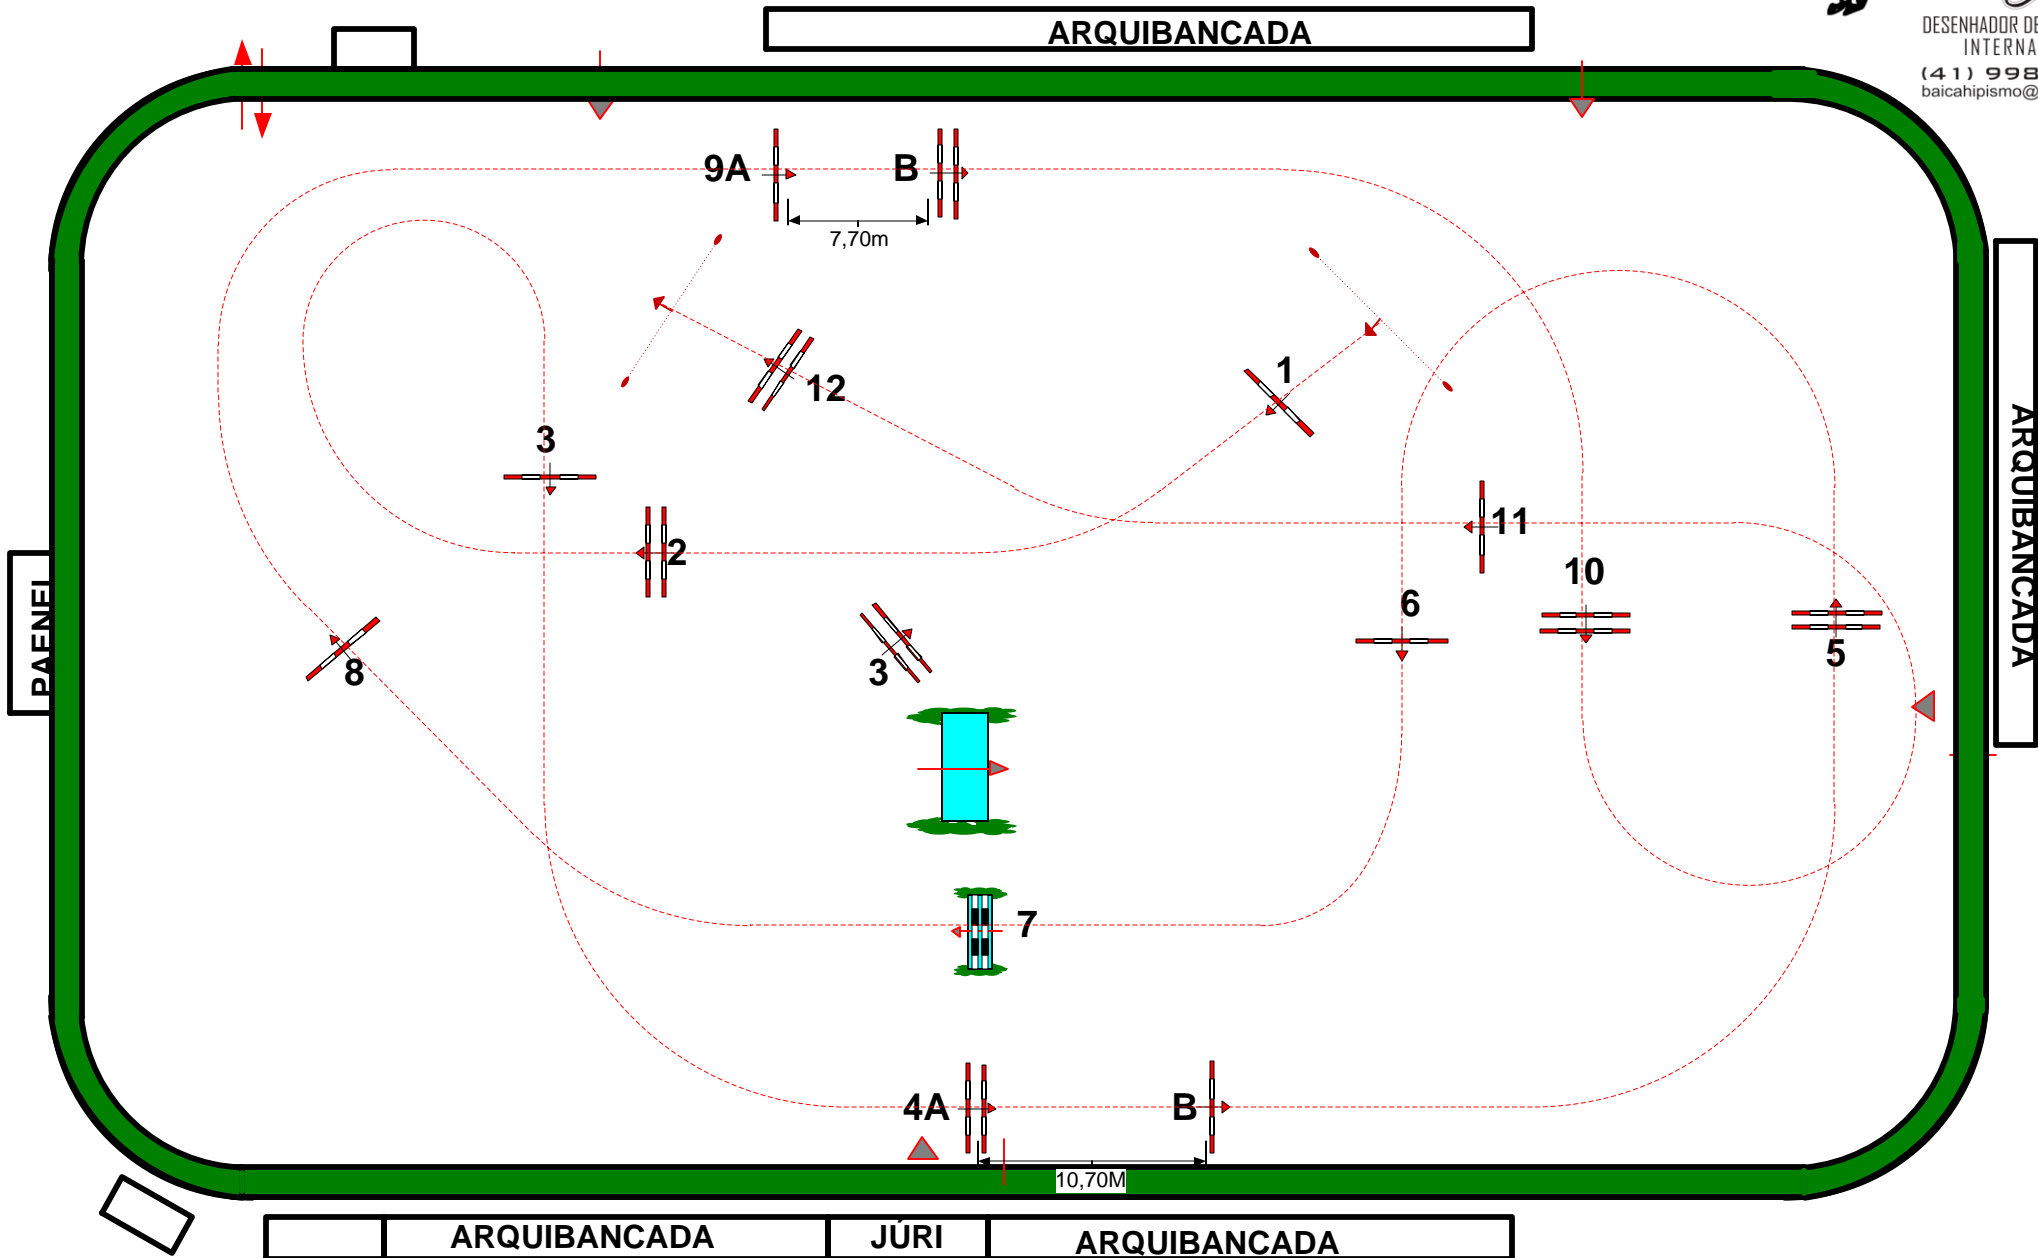 ARQUIBANCADA
DESENHADOR DE
INTERNA
(41) 998
baicahipismo@
9A
B
7,70m
12
1
3
2
11
10
6
5
8
3
7
4A
B
10,70M
ARQUIBANCADA
ARQUIBANCADA
JÚRI
ARQUIBANCADA